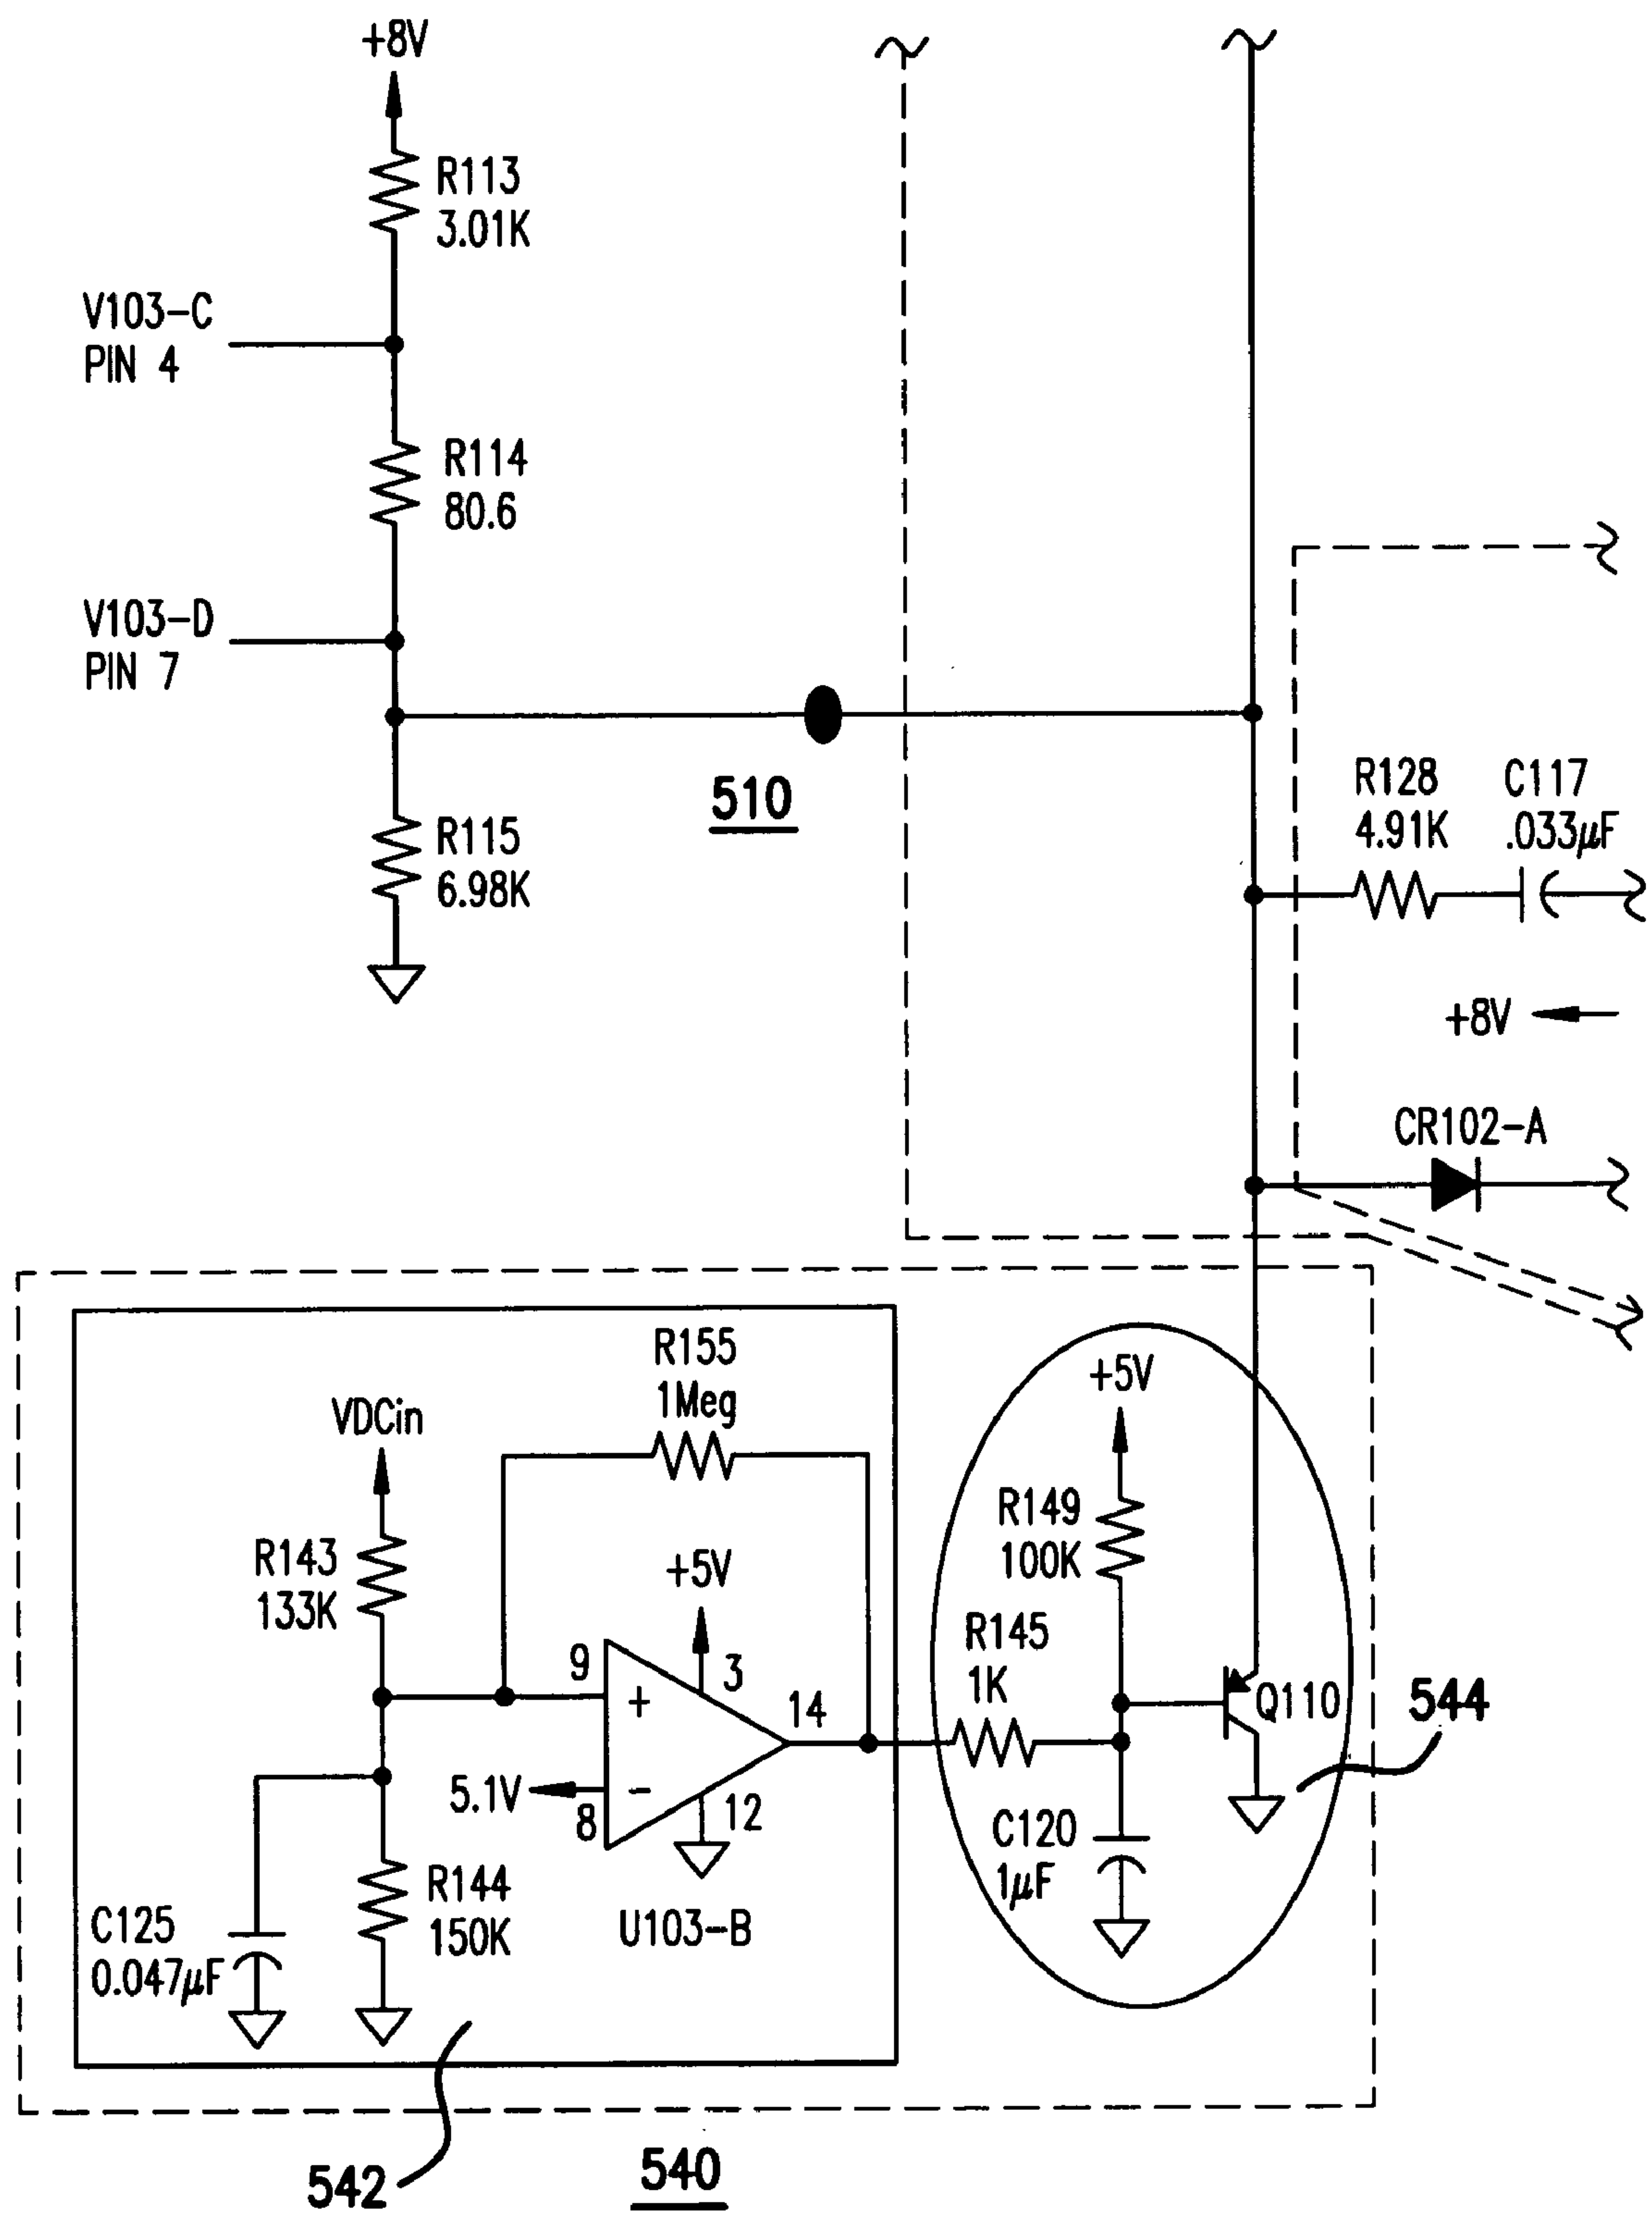 +8V
R113
3.01K
V103-C
PIN 4
R114
80.6
V103-D
PIN 7
510
R115
6.98K
R128
4.91K
C117
.033µF
+8V
CR102-A
R155
1Meg
VDCin
R143
133K
+5V
9
+
3
14
5.1V
-
8
12
U103-B
R144
150K
C125
0.047µF
+5V
R149
100K
R145
1K
Q110
C120
1µF
544
542
540